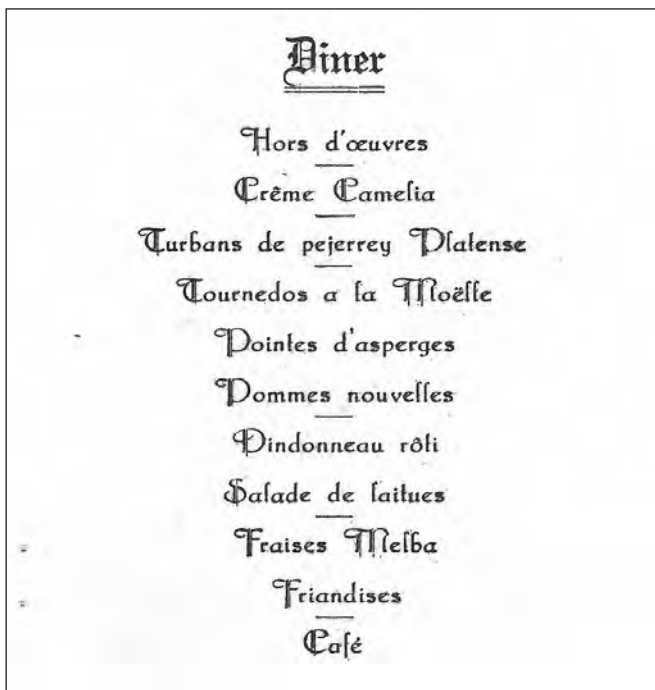 Diner
Hors d'œuvres
Crême Camelia
Turbans de pejerrey Platense
Tournedos a la Moëlle
Pointes d'asperges
Pommes nouvelles
Dindonneau rôti
Salade de laitues
Fraises Melba
Friandises
Café